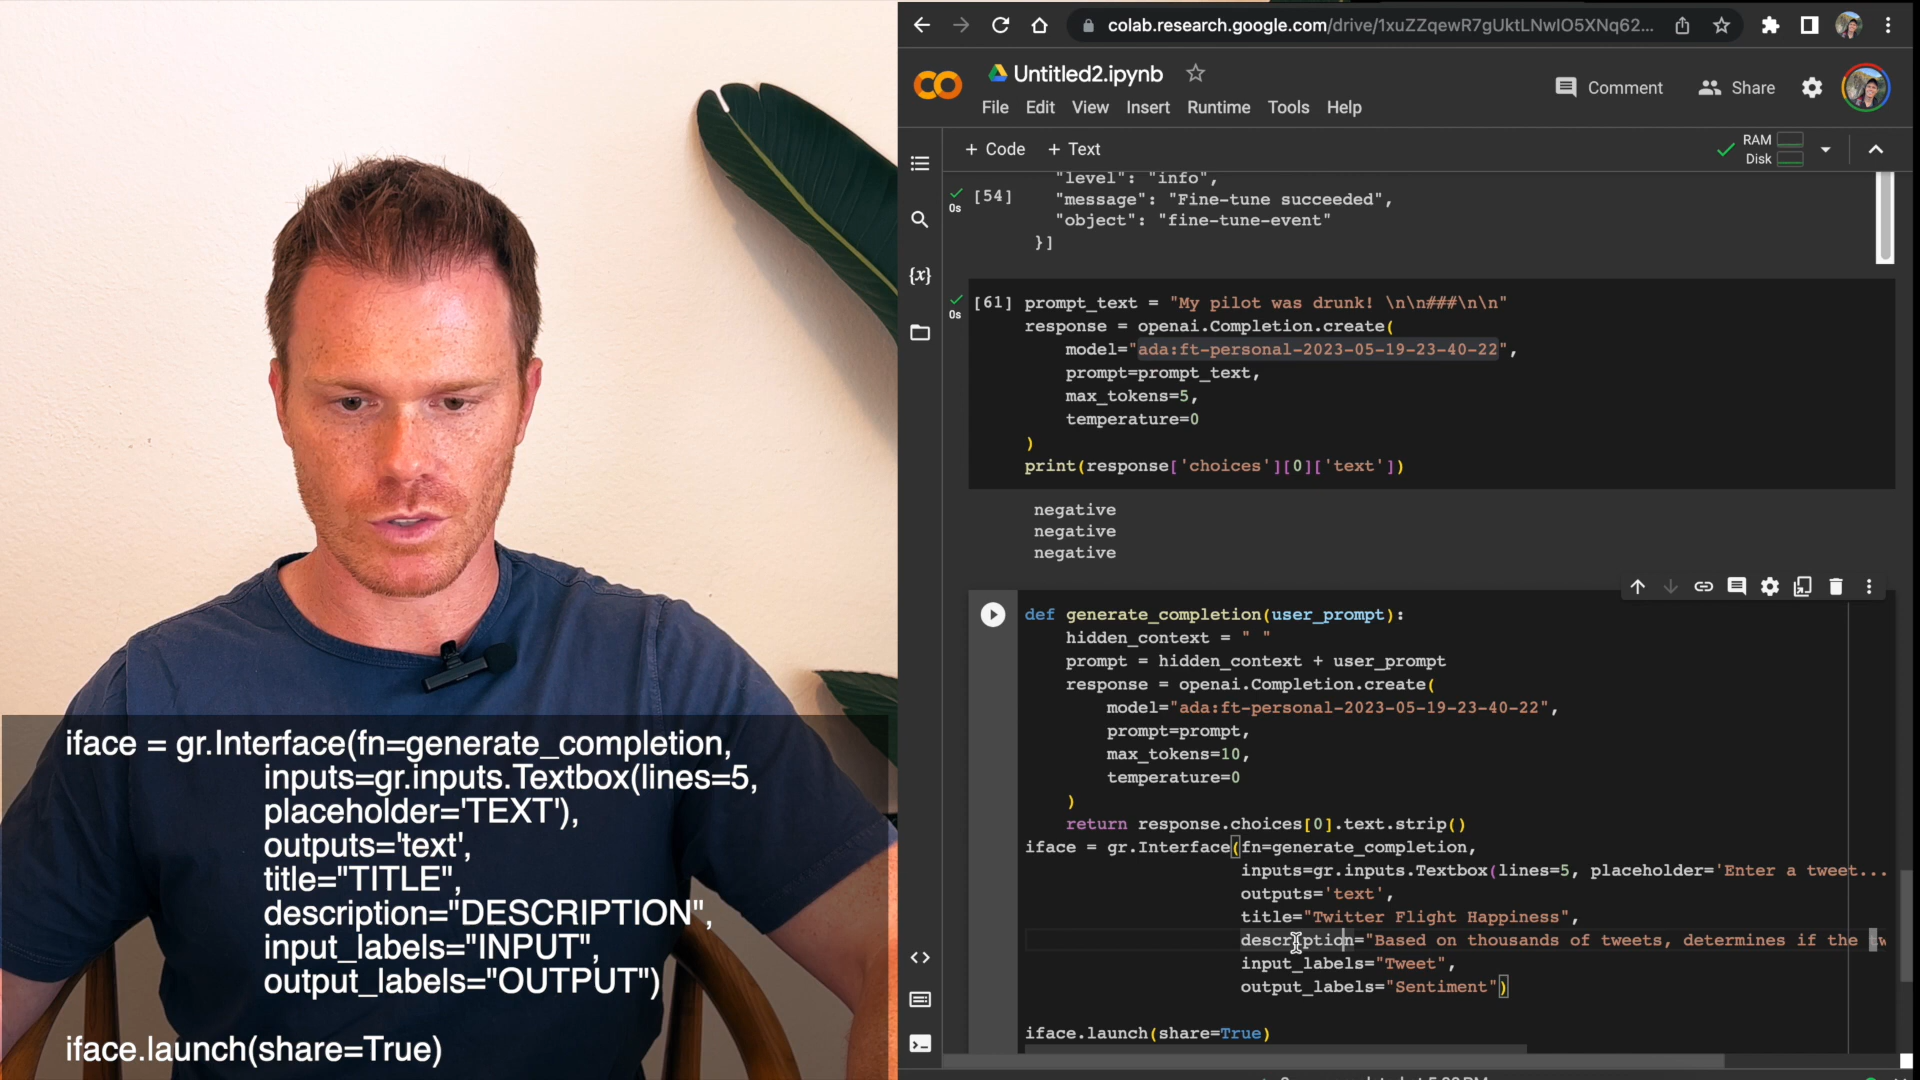 colab.research.google.com/drive/1xuZZqewR7gUktLNwIO5XNq62...
Untitled2.ipynb
Comment
Share
File Edit View Insert Runtime Tools Help
+ Code + Text
RAM
Disk
"level": "info",
[54]
0s
"message": "Fine-tune succeeded",
"object": "fine-tune-event"
}]
[61]
0s
prompt_text = "My pilot was drunk! \n\n###\n\n"
response = openai.Completion.create(
model="ada:ft-personal-2023-05-19-23-40-22",
prompt=prompt_text,
max_tokens=5,
temperature=0
)
print(response['choices'][0]['text'])
negative
negative
negative
def generate_completion(user_prompt):
hidden_context = " "
prompt = hidden_context + user_prompt
response = openai.Completion.create(
model="ada:ft-personal-2023-05-19-23-40-22",
prompt=prompt,
max_tokens=10,
temperature=0
)
return response.choices[0].text.strip()
iface = gr.Interface(fn=generate_completion,
inputs=gr.inputs.Textbox(lines=5, placeholder='Enter a tweet...
outputs='text',
title="Twitter Flight Happiness",
description="Based on thousands of tweets, determines if the
input_labels="Tweet",
output_labels="Sentiment")
iface.launch(share=True)
iface = gr.Interface(fn=generate_completion,
inputs=gr.inputs.Textbox(lines=5,
placeholder='TEXT'),
outputs='text',
title="TITLE",
description="DESCRIPTION",
input_labels="INPUT",
output_labels="OUTPUT")
iface.launch(share=True)